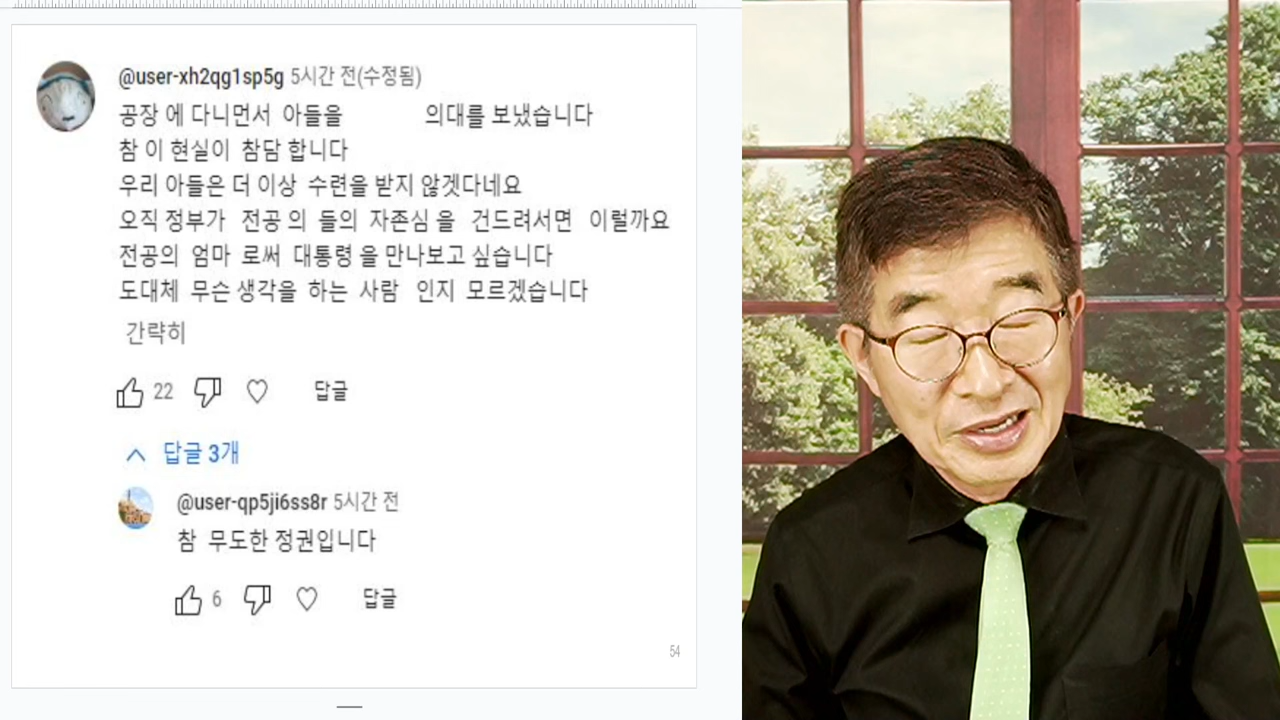 @user-xh2qg1sp5g 5시간 전(수정됨)
공장 에 다니면서 아들을 의대를 보냈습니다
참 이 현실이 참담 합니다
우리 아들은 더 이상 수련을 받지 않겟다네요
오직 정부가 전공 의 들의 자존심 을 건드려서면 이럴까요
전공의 엄마 로써 대통령 을 만나보고 싶습니다
도대체 무슨 생각을 하는 사람 인지 모르겠습니다
간략히
22 답글
답글 3개
@user-qp5ji6ss8r 5시간 전
참 무도한 정권입니다
6 답글
54